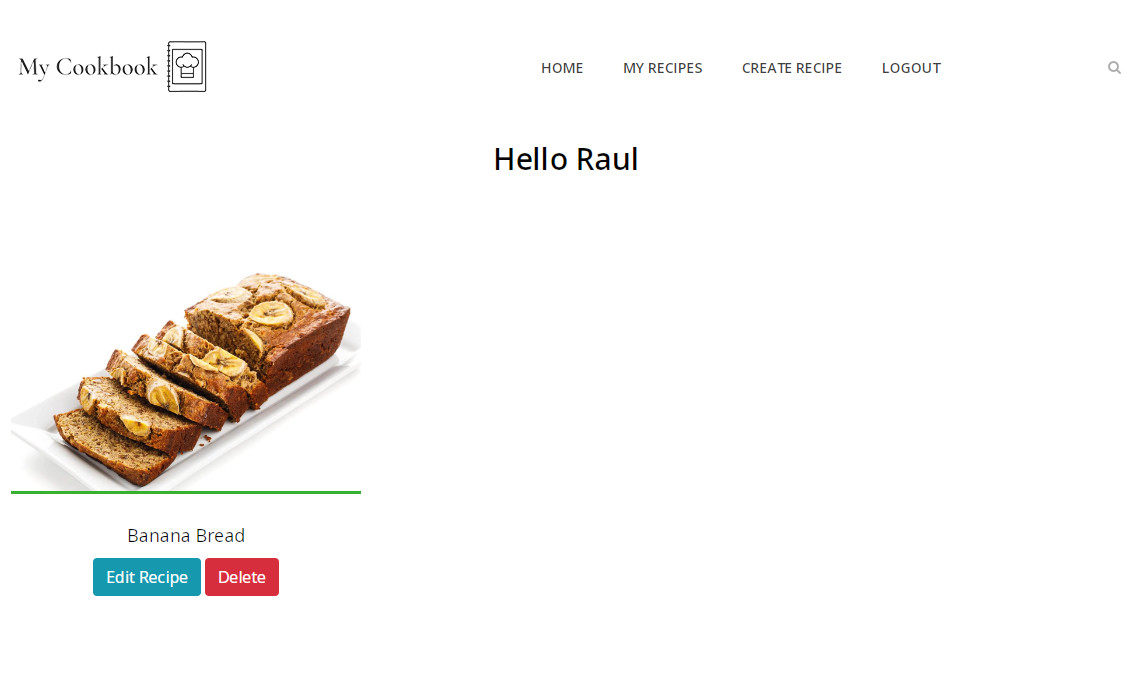 My Cookbook
HOME MY RECIPES CREATE RECIPE LOGOUT
Hello Raul
Banana Bread
Edit Recipe Delete